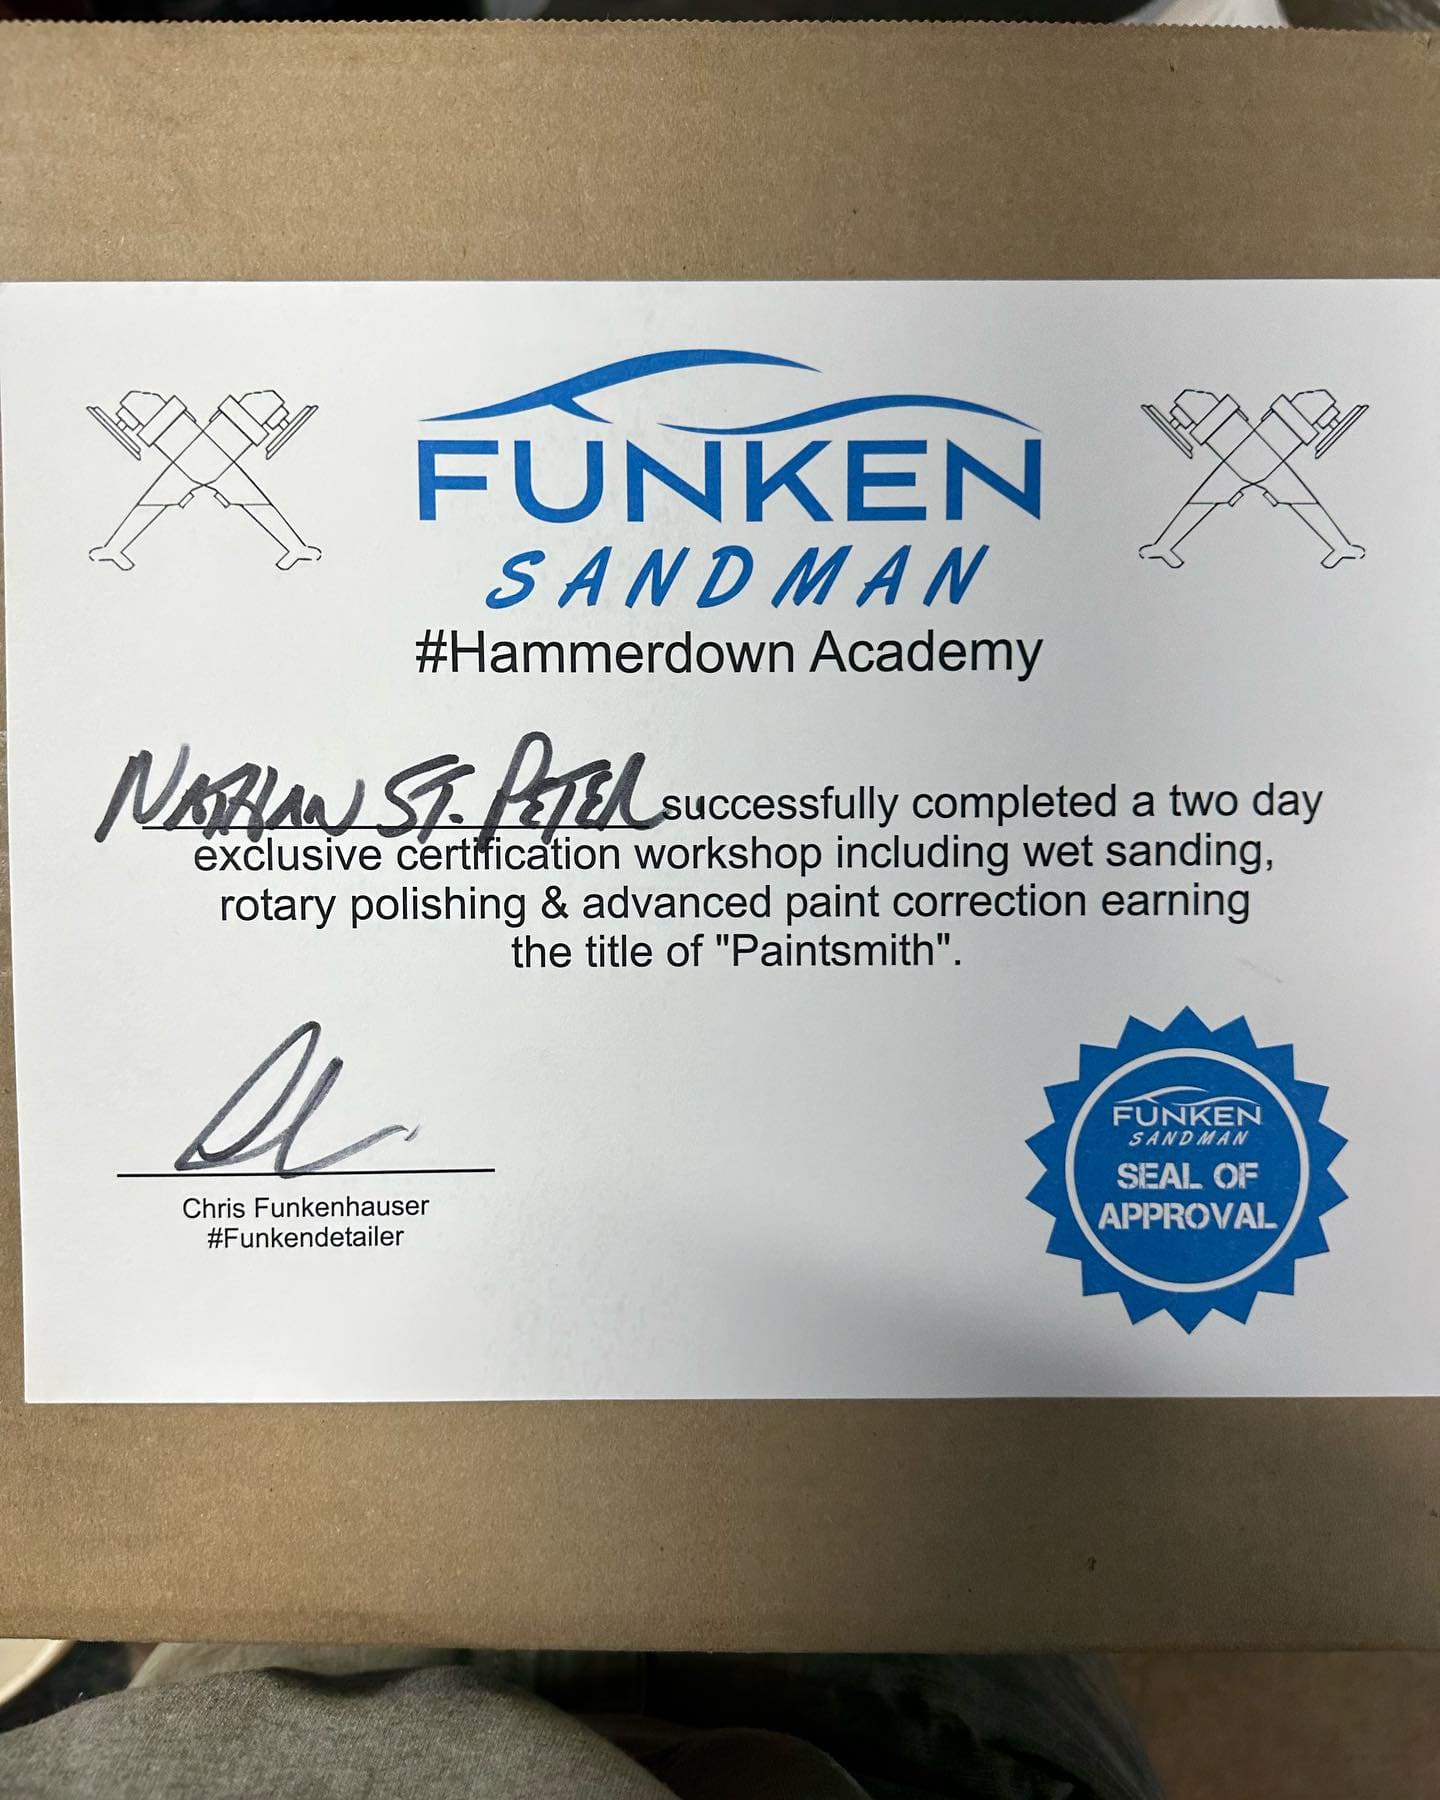 FUNKEN
SANDMAN
#Hammerdown Academy
NATHAN ST. PETER successfully completed a two day
exclusive certification workshop including wet sanding,
rotary polishing & advanced paint correction earning
the title of "Paintsmith".
Chris Funkenhauser
#Funkendetailer
FUNKEN
SANDMAN
SEAL OF
APPROVAL